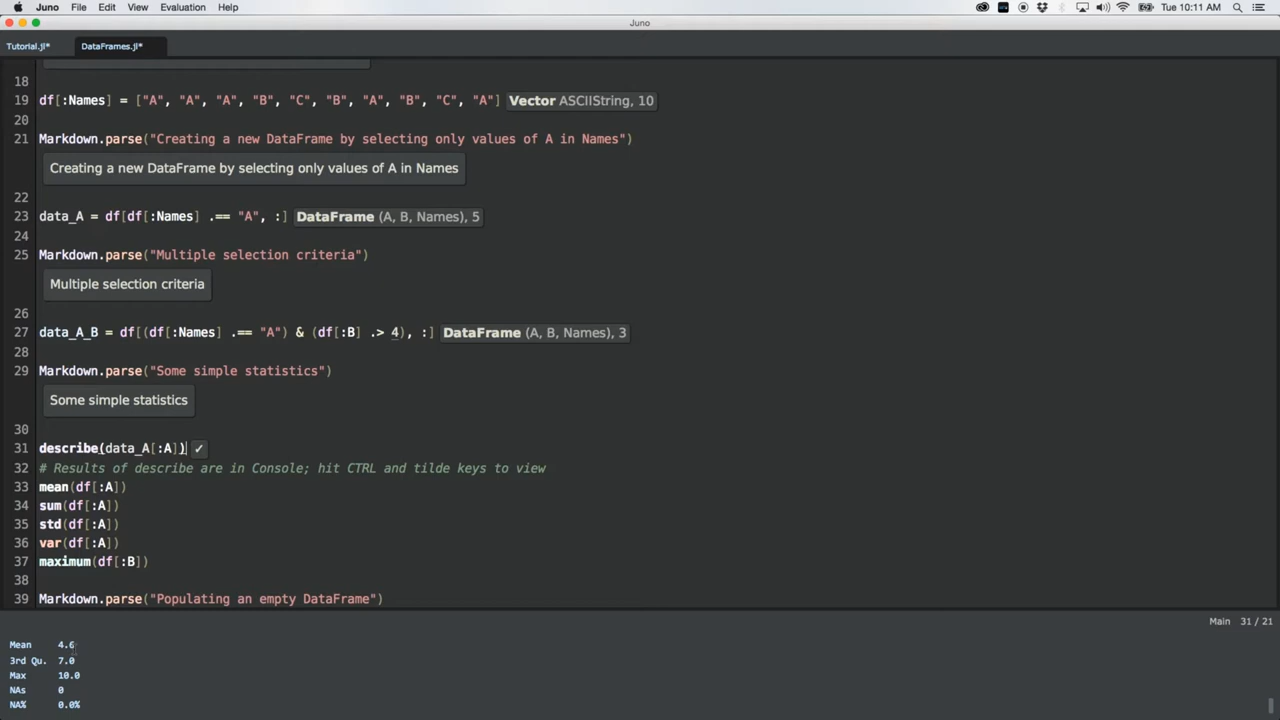 Juno File Edit View Evaluation Help Tue 10:11 AM
Juno
Tutorial.jl* DataFrames.jl*
18
19 df[:Names] = ["A", "A", "A", "B", "C", "B", "A", "B", "C", "A"] Vector ASCIIString, 10
20
21 Markdown.parse("Creating a new DataFrame by selecting only values of A in Names")
Creating a new DataFrame by selecting only values of A in Names
22
23 data_A = df[df[:Names] .== "A", :] DataFrame (A, B, Names), 5
24
25 Markdown.parse("Multiple selection criteria")
Multiple selection criteria
26
27 data_A_B = df[(df[:Names] .== "A") & (df[:B] .> 4), :] DataFrame (A, B, Names), 3
28
29 Markdown.parse("Some simple statistics")
Some simple statistics
30
31 describe(data_A[:A]) ✓
32 # Results of describe are in Console; hit CTRL and tilde keys to view
33 mean(df[:A])
34 sum(df[:A])
35 std(df[:A])
36 var(df[:A])
37 maximum(df[:B])
38
39 Markdown.parse("Populating an empty DataFrame")
Main 31 / 21
Mean 4.6
3rd Qu. 7.0
Max 10.0
NAs 0
NA% 0.0%